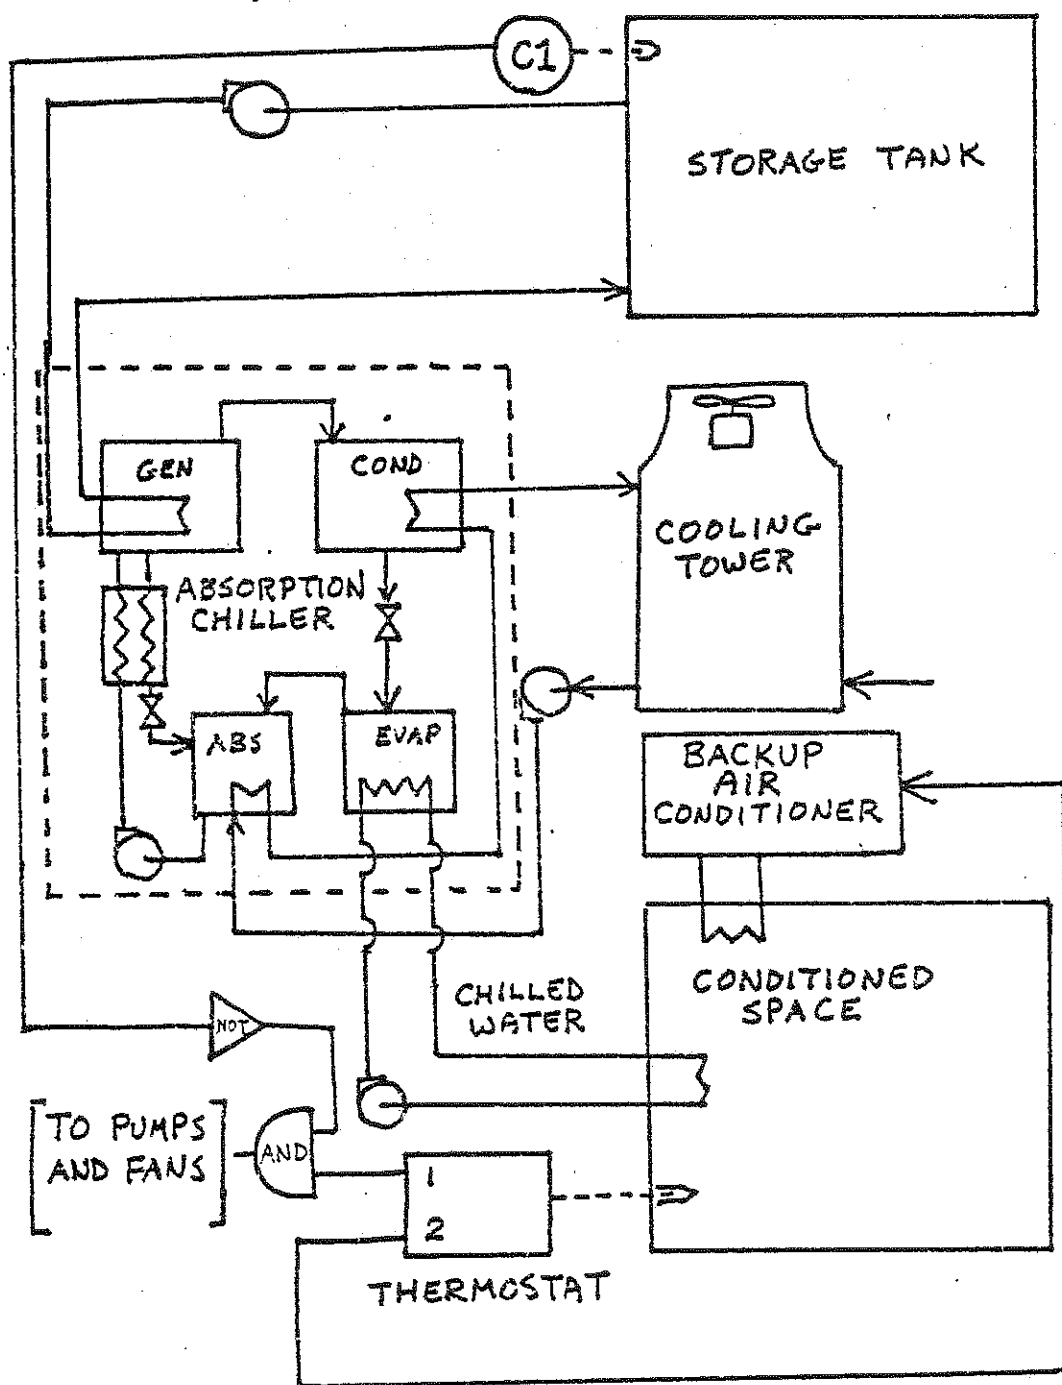 C1
STORAGE TANK
GEN
COND
COOLING
TOWER
ABSORPTION
CHILLER
ABS
EVAP
BACKUP
AIR
CONDITIONER
CONDITIONED
SPACE
CHILLED
WATER
NOT
TO PUMPS
AND FANS
AND
1
2
THERMOSTAT